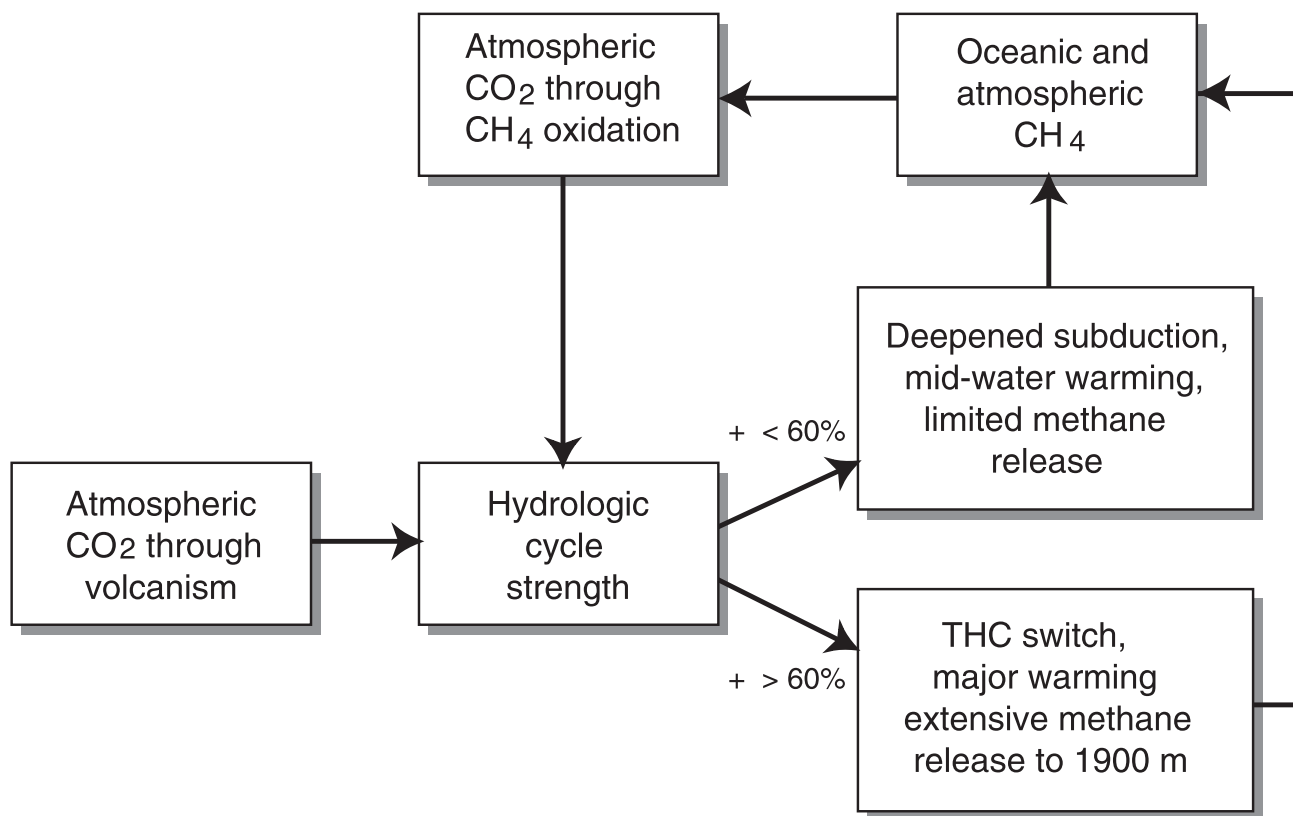 Atmospheric
CO2 through
CH4 oxidation
Oceanic and
atmospheric
CH4
Deepened subduction,
mid-water warming,
limited methane
release
+ < 60%
Atmospheric
CO2 through
volcanism
Hydrologic
cycle
strength
+ > 60%
THC switch,
major warming
extensive methane
release to 1900 m